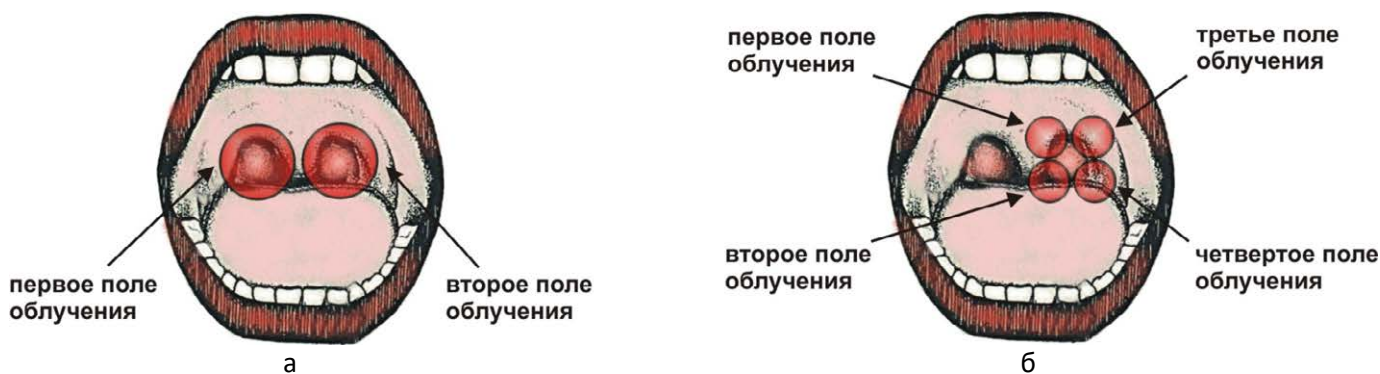 первое поле
облучения
второе поле
облучения
а
первое поле
облучения
третье поле
облучения
второе поле
облучения
четвертое поле
облучения
б